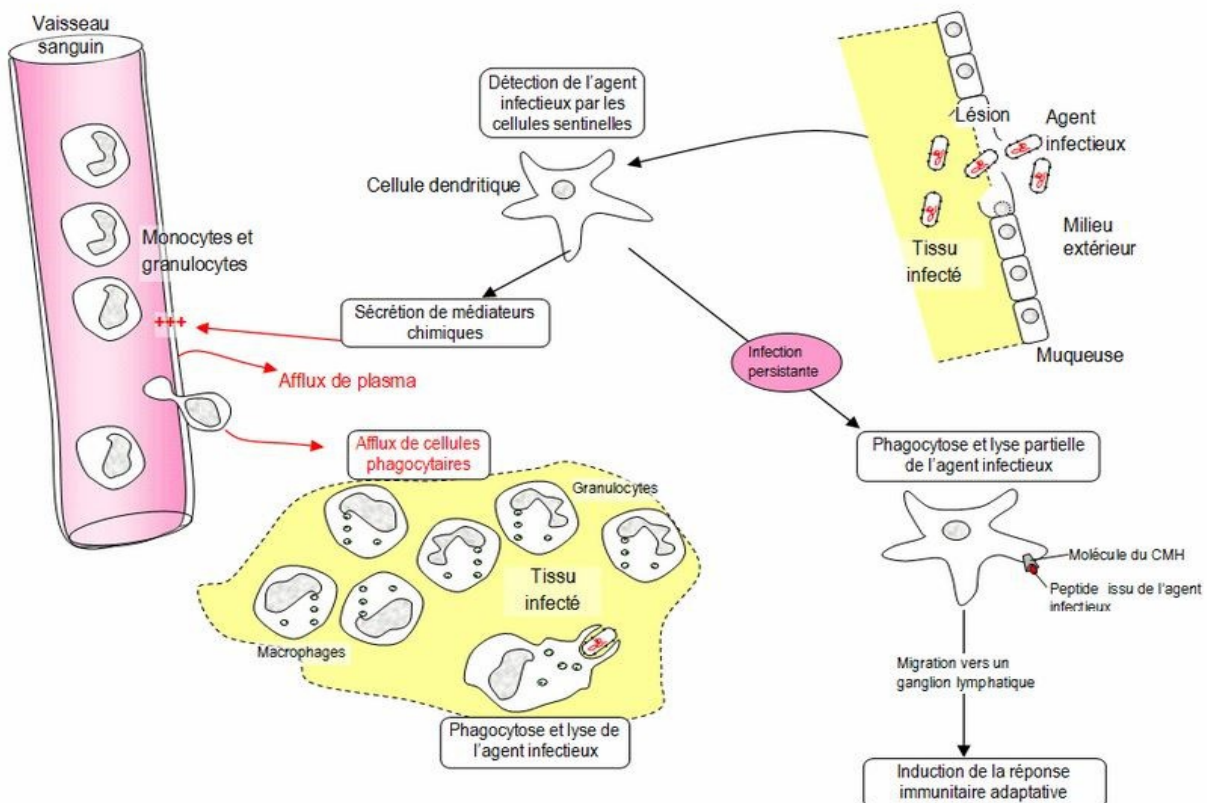 Vaisseau
sanguin
Monocytes et
granulocytes
Détection de l'agent
infectieux par les
cellules sentinelles
Cellule dendritique
Lésion
Agent
infectieux
Tissu
infecté
Milieu
extérieur
Muqueuse
Sécrétion de médiateurs
chimiques
+++
Afflux de plasma
Afflux de cellules
phagocytaires
Granulocytes
Tissu
infecté
Macrophages
Phagocytose et lyse de
l'agent infectieux
Infection
persistante
Phagocytose et lyse partielle
de l'agent infectieux
Molécule du CMH
Peptide issu de l'agent
infectieux
Migration vers un
ganglion lymphatique
Induction de la réponse
immunitaire adaptative